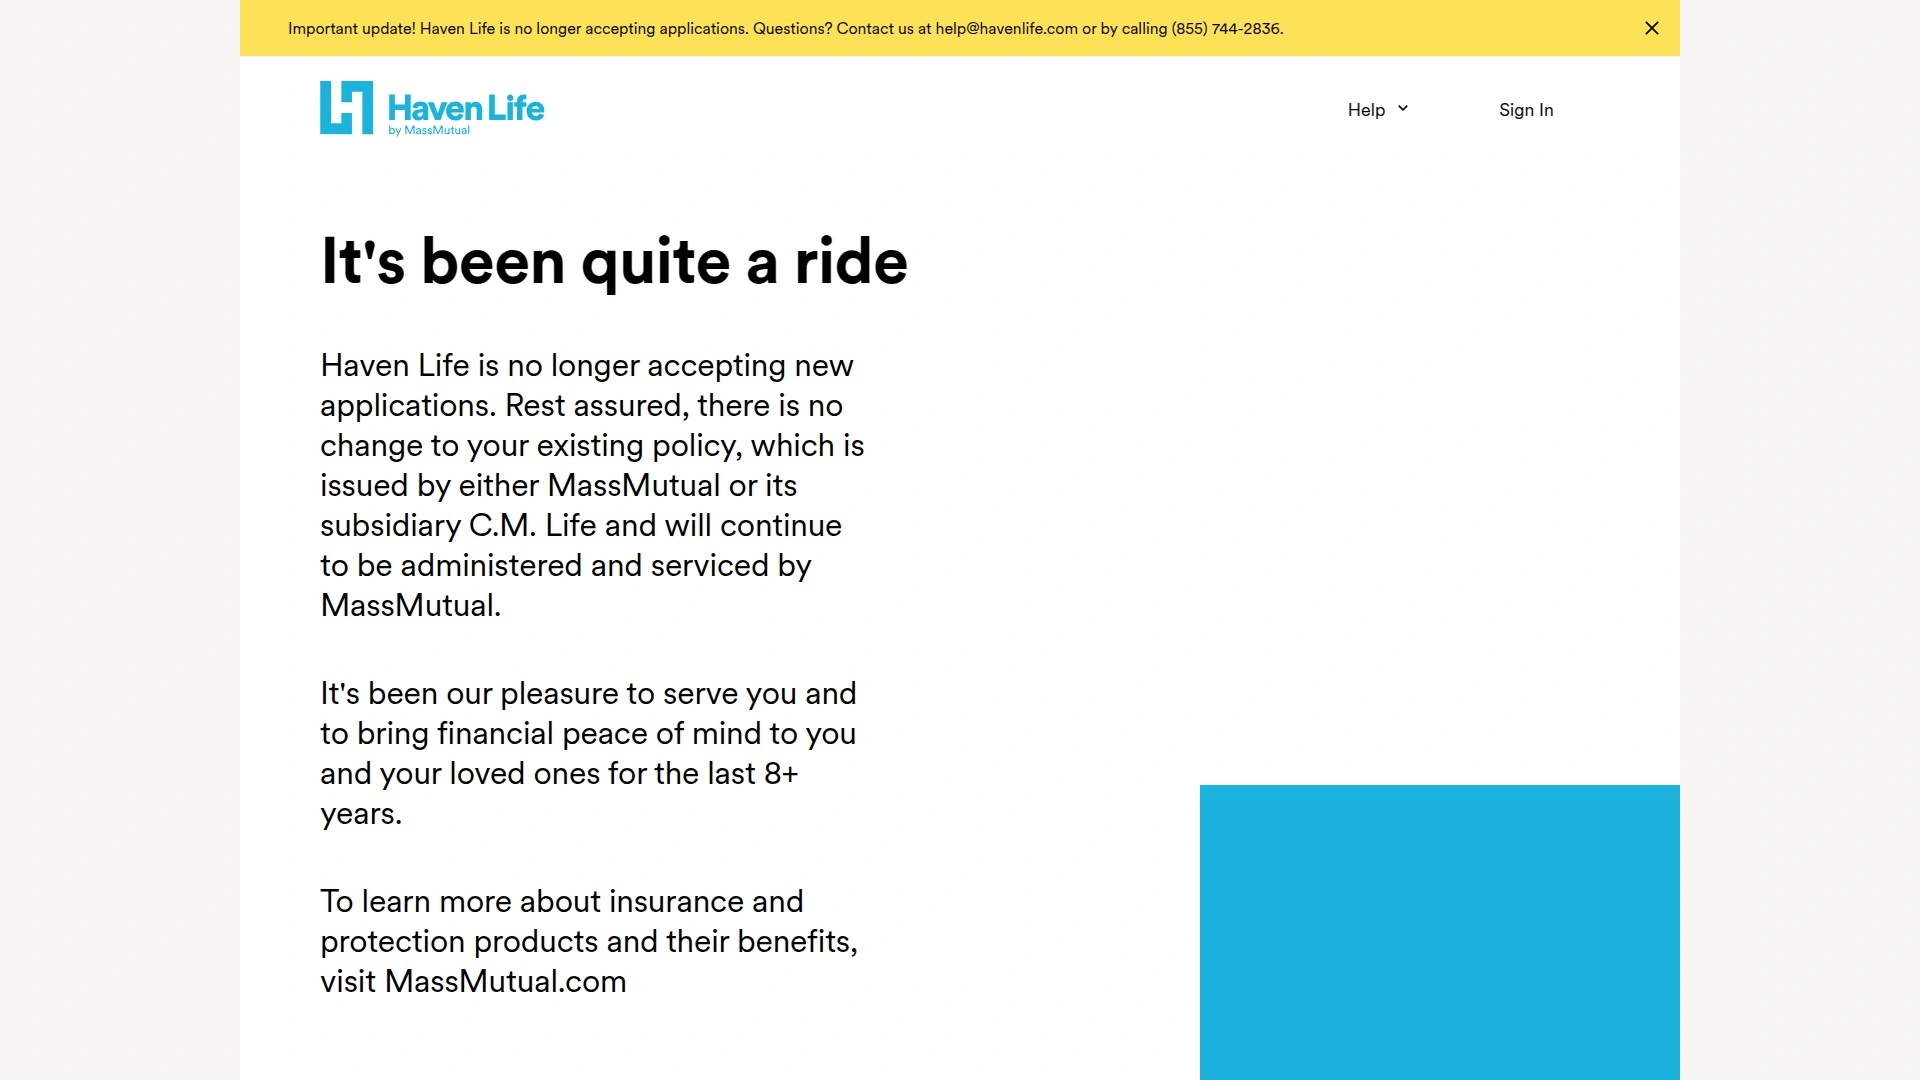 Important update! Haven Life is no longer accepting applications. Questions? Contact us at help@havenlife.com or by calling (855) 744-2836.
Haven Life
by MassMutual
Help
Sign In
It's been quite a ride
Haven Life is no longer accepting new
applications. Rest assured, there is no
change to your existing policy, which is
issued by either MassMutual or its
subsidiary C.M. Life and will continue
to be administered and serviced by
MassMutual.
It's been our pleasure to serve you and
to bring financial peace of mind to you
and your loved ones for the last 8+
years.
To learn more about insurance and
protection products and their benefits,
visit MassMutual.com